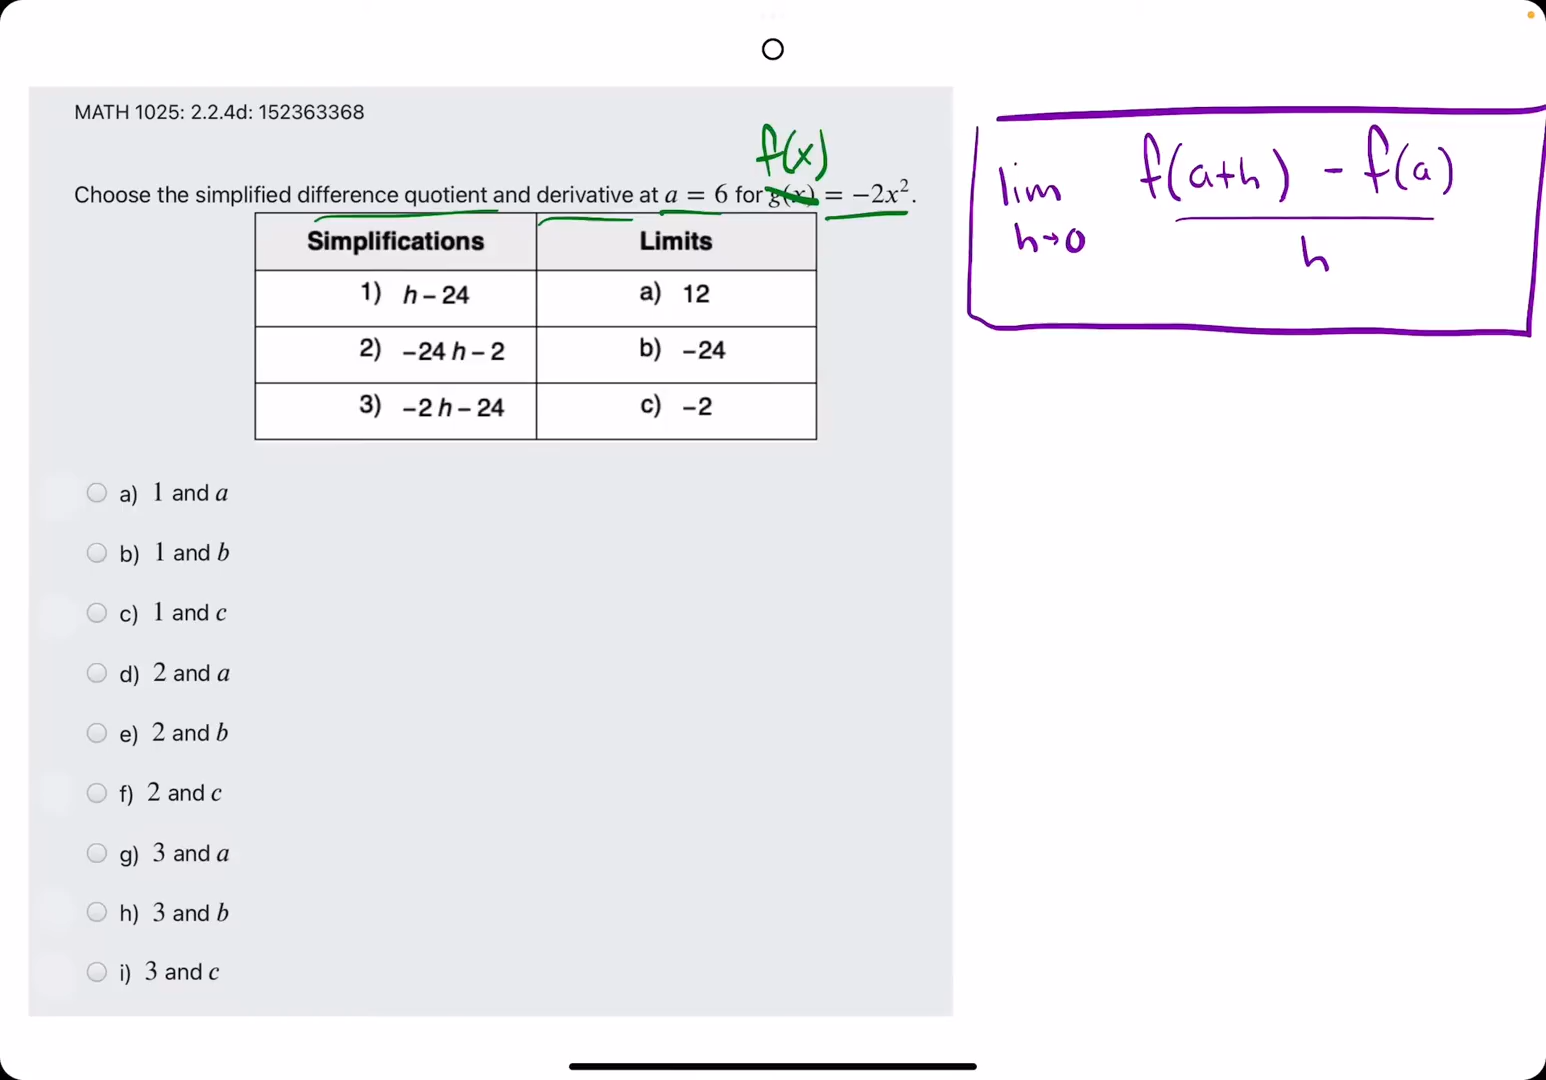 MATH 1025: 2.2.4d: 152363368
f(x)
Choose the simplified difference quotient and derivative at a = 6 for g(x) = −2x².
Simplifications Limits
1) h − 24 a) 12
2) −24 h − 2 b) −24
3) −2 h − 24 c) −2
a) 1 and a
b) 1 and b
c) 1 and c
d) 2 and a
e) 2 and b
f) 2 and c
g) 3 and a
h) 3 and b
i) 3 and c
lim f(a+h) - f(a)
h→0 h